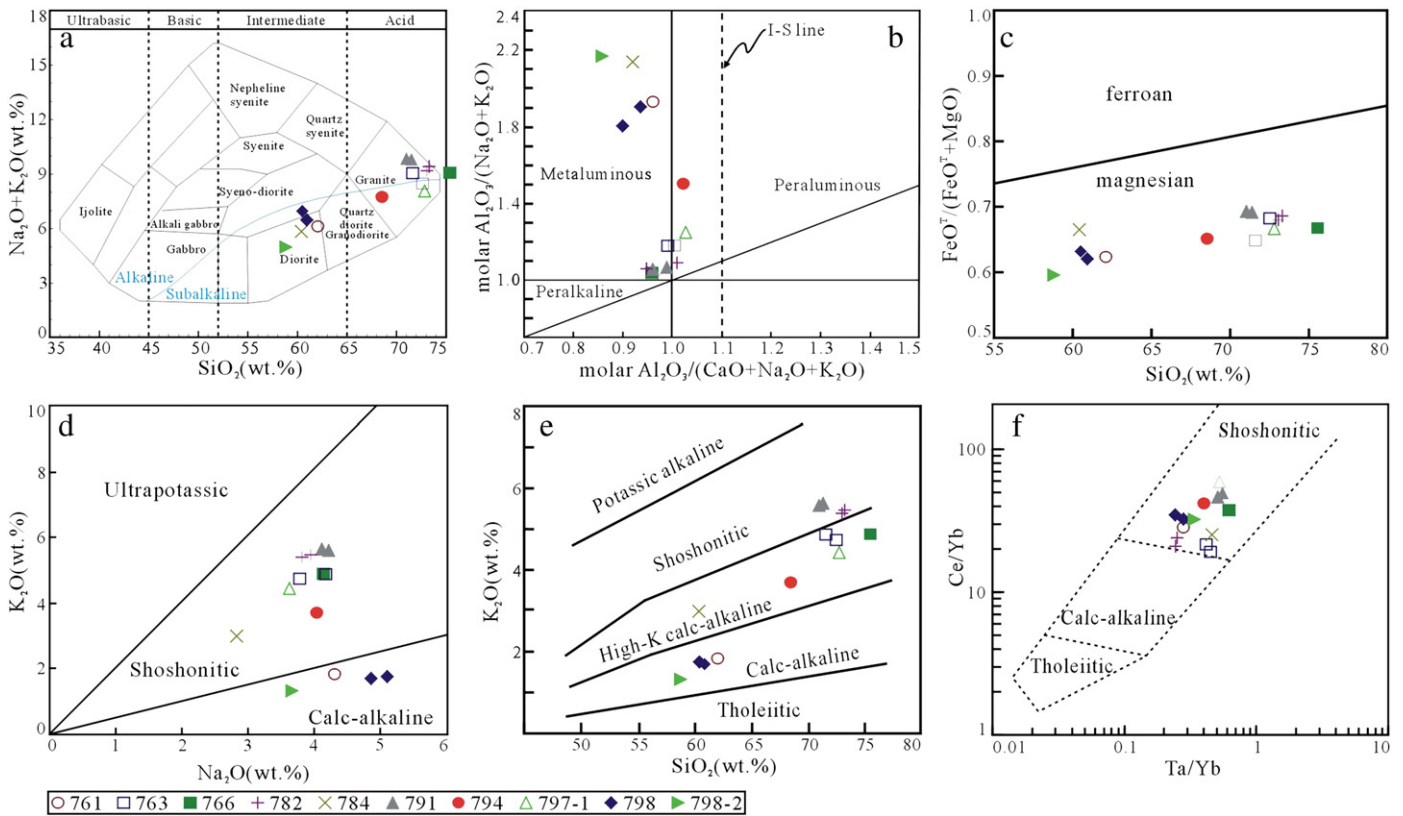 Ultrabasic Basic Intermediate Acid
a
Nepheline
syenite
Quartz
syenite
Syenite
Granite
Syeno-diorite
Ijolite
Alkali gabbro
Quartz
diorite
Granodiorite
Gabbro
Diorite
Alkaline
Subalkaline
18
15
12
9
6
3
0
Na₂O+K₂O(wt.%)
35 45 55 65 75
SiO₂(wt.%)
b
I-S line
Metaluminous
Peraluminous
Peralkaline
2.4
2.2
1.8
1.4
1.0
molar Al₂O₃/(Na₂O+K₂O)
0.7 0.8 0.9 1.0 1.1 1.2 1.3 1.4 1.5
molar Al₂O₃/(CaO+Na₂O+K₂O)
c
ferroan
magnesian
1.0
0.9
0.8
0.7
0.6
0.5
FeOᵀ/(FeOᵀ+MgO)
55 60 65 70 75 80
SiO₂(wt.%)
d
Ultrapotassic
Shoshonitic
Calc-alkaline
10
8
6
4
2
0
K₂O(wt.%)
0 1 2 3 4 5 6
Na₂O(wt.%)
e
Potassic alkaline
Shoshonitic
High-K calc-alkaline
Calc-alkaline
Tholeiitic
8
6
4
2
K₂O(wt.%)
50 60 65 70 75 80
SiO₂(wt.%)
f
Shoshonitic
Calc-alkaline
Tholeiitic
100
10
1
Ce/Yb
0.01 0.1 1 10
Ta/Yb
761 763 766 782 784 791 794 797-1 798 798-2